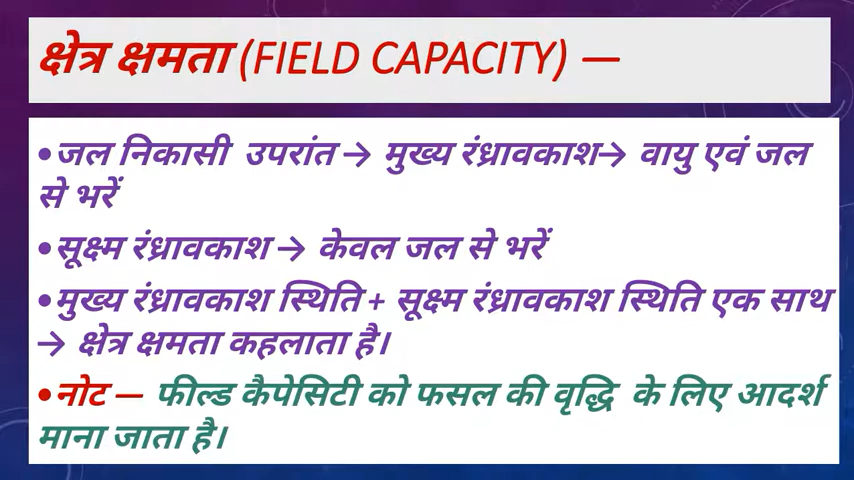 क्षेत्र क्षमता (FIELD CAPACITY) —
•जल निकासी उपरांत → मुख्य रंध्रावकाश→ वायु एवं जल
से भरें
•सूक्ष्म रंध्रावकाश → केवल जल से भरें
•मुख्य रंध्रावकाश स्थिति + सूक्ष्म रंध्रावकाश स्थिति एक साथ
→ क्षेत्र क्षमता कहलाता है।
•नोट — फील्ड कैपेसिटी को फसल की वृद्धि के लिए आदर्श
माना जाता है।